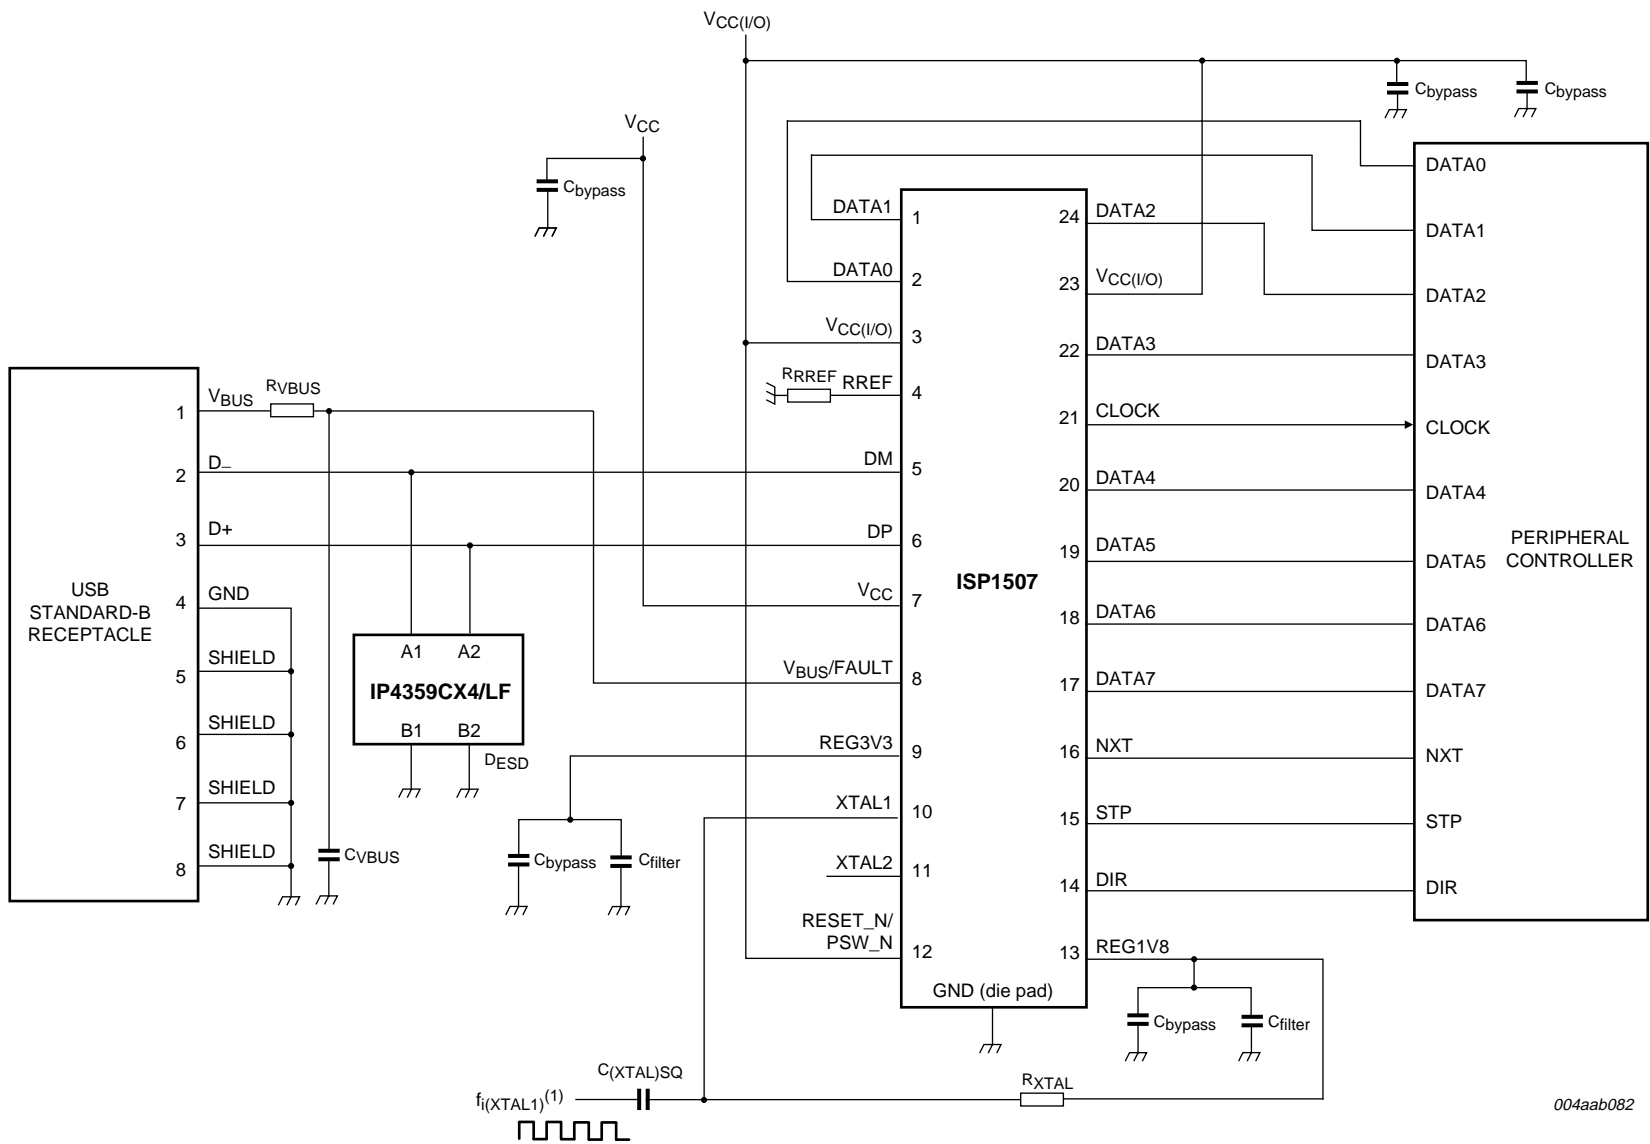 VCC(I/O)
Cbypass
Cbypass
VCC
Cbypass
DATA1
1
DATA0
2
VCC(I/O)
3
RRREF
RREF
4
DM
5
DP
6
VCC
7
VBUS/FAULT
8
REG3V3
9
XTAL1
10
XTAL2
11
RESET_N/
PSW_N
12
ISP1507
GND (die pad)
24
DATA2
23
VCC(I/O)
22
DATA3
21
CLOCK
20
DATA4
19
DATA5
18
DATA6
17
DATA7
16
NXT
15
STP
14
DIR
13
REG1V8
DATA0
DATA1
DATA2
DATA3
CLOCK
DATA4
DATA5
DATA6
DATA7
NXT
STP
DIR
PERIPHERAL
CONTROLLER
USB
STANDARD-B
RECEPTACLE
1
VBUS
RVBUS
2
D–
3
D+
4
GND
5
SHIELD
6
SHIELD
7
SHIELD
8
SHIELD
CVBUS
A1
A2
IP4359CX4/LF
B1
B2
DESD
Cbypass
Cfilter
Cbypass
Cfilter
C(XTAL)SQ
RXTAL
fi(XTAL1)(1)
004aab082